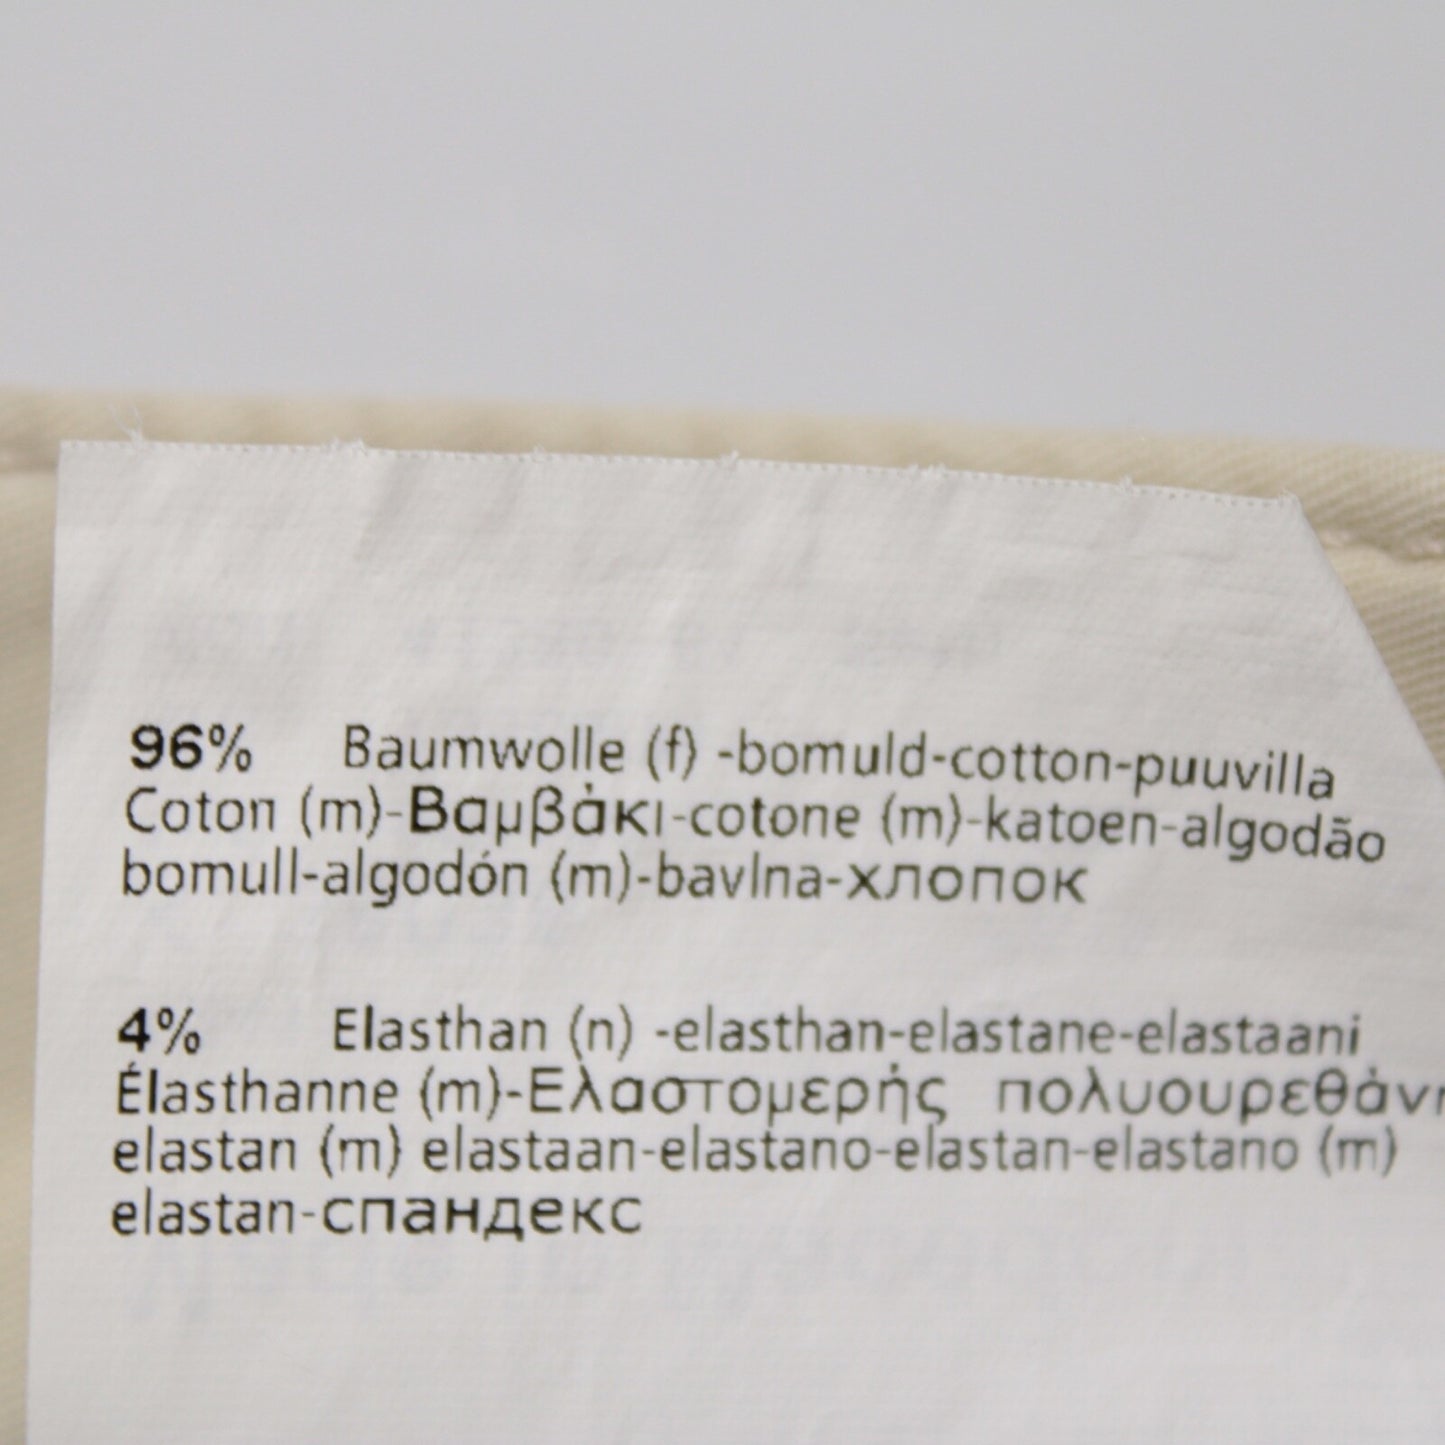 96% Baumwolle (f) -bomuld-cotton-puuvilla
Coton (m)-Βαμβάκι-cotone (m)-katoen-algodão
bomull-algodón (m)-bavlna-хлопок
4% Elasthan (n) -elasthan-elastane-elastaani
Élasthanne (m)-Ελαστομερής
elastan (m) elastaan-elastano-elastan-elastano (m)
elastan-спандекс